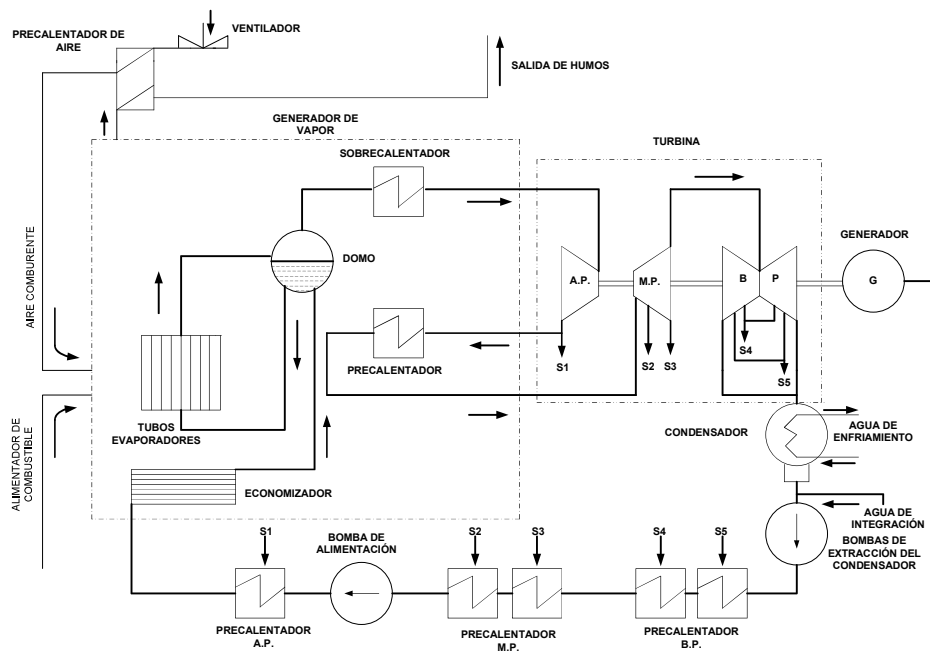 PRECALENTADOR DE
AIRE
VENTILADOR
SALIDA DE HUMOS
GENERADOR DE
VAPOR
TURBINA
SOBRECALENTADOR
DOMO
GENERADOR
A.P.
M.P.
B
P
G
AIRE COMBURENTE
S1
S2
S3
S4
S5
PRECALENTADOR
TUBOS
EVAPORADORES
CONDENSADOR
AGUA DE
ENFRIAMIENTO
ALIMENTADOR DE
COMBUSTIBLE
ECONOMIZADOR
AGUA DE
INTEGRACIÓN
BOMBAS DE
EXTRACCIÓN DEL
CONDENSADOR
S1
BOMBA DE
ALIMENTACIÓN
S2
S3
S4
S5
PRECALENTADOR
A.P.
PRECALENTADOR
M.P.
PRECALENTADOR
B.P.